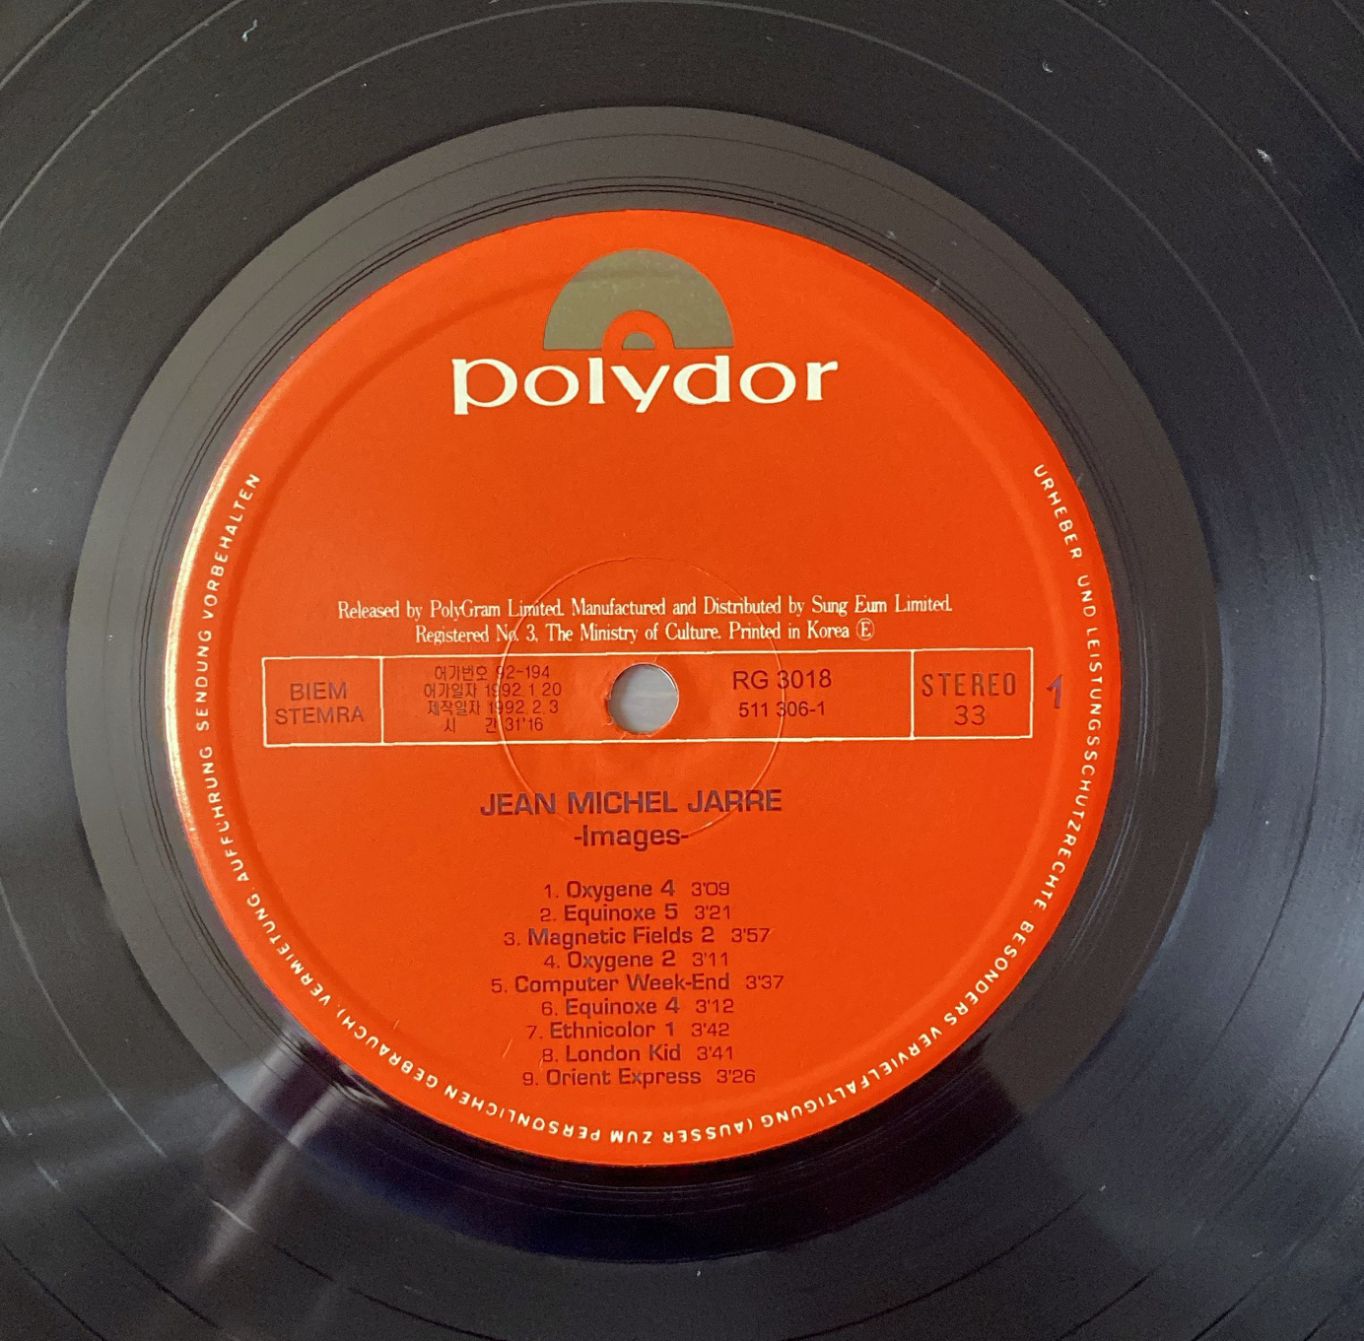 polydor
Released by PolyGram Limited. Manufactured and Distributed by Sung Eum Limited.
Registered No. 3, The Ministry of Culture. Printed in Korea Ⓔ
BIEM
STEMRA
허가번호 92-194
허가일자 1992.1.20
제작일자 1992.2.3
시 간 31'16
RG 3018
511 306-1
STEREO
33
1
JEAN MICHEL JARRE
-Images-
1. Oxygene 4 3'09
2. Equinoxe 5 3'21
3. Magnetic Fields 2 3'57
4. Oxygene 2 3'11
5. Computer Week-End 3'37
6. Equinoxe 4 3'12
7. Ethnicolor 1 3'42
8. London Kid 3'41
9. Orient Express 3'26
URHEBER UND LEISTUNGSSCHUTZRECHTE. BESONDERS VERVIELFALTIGUNG (AUSSER ZUM PERSONLICHEN GEBRAUCH), VERMIETUNG. AUFFUHRUNG SENDUNG VORBEHALTEN